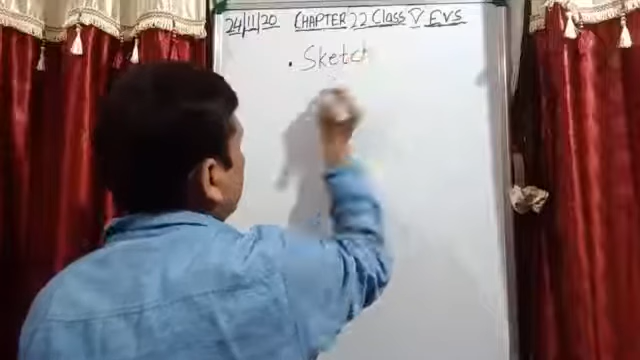 24/11/20 CHAPTER 22 Class V EVS
• Sketch